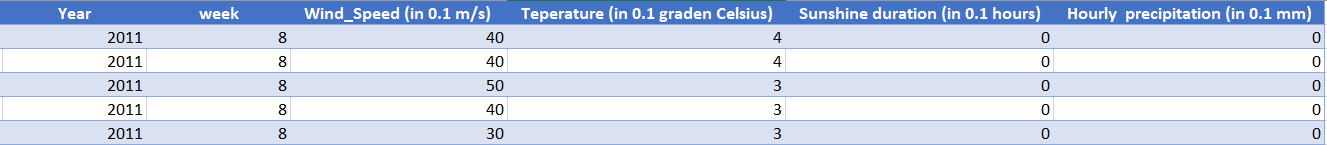 Year week Wind_Speed (in 0.1 m/s) Teperature (in 0.1 graden Celsius) Sunshine duration (in 0.1 hours) Hourly precipitation (in 0.1 mm)
2011 8 40 4 0 0
2011 8 40 4 0 0
2011 8 50 3 0 0
2011 8 40 3 0 0
2011 8 30 3 0 0